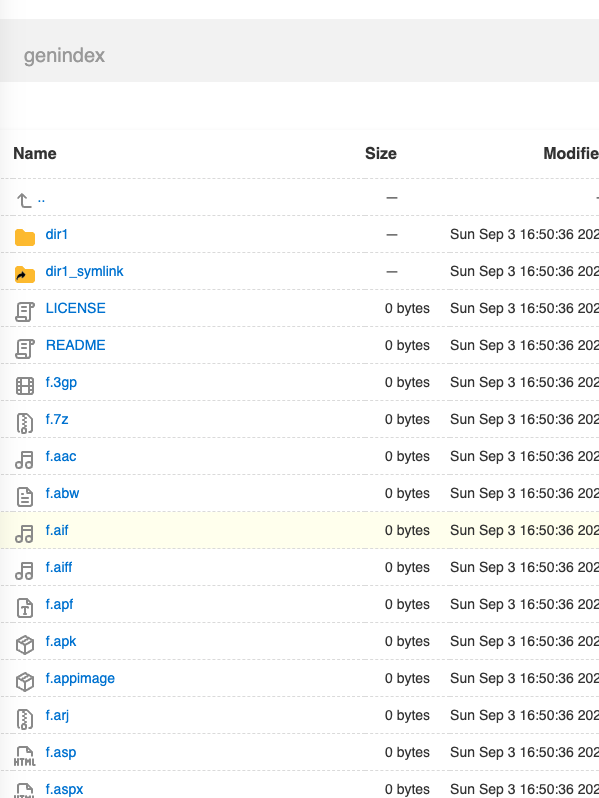 genindex
Name Size Modifie
.. — -
dir1 — Sun Sep 3 16:50:36 202
dir1_symlink — Sun Sep 3 16:50:36 202
LICENSE 0 bytes Sun Sep 3 16:50:36 202
README 0 bytes Sun Sep 3 16:50:36 202
f.3gp 0 bytes Sun Sep 3 16:50:36 202
f.7z 0 bytes Sun Sep 3 16:50:36 202
f.aac 0 bytes Sun Sep 3 16:50:36 202
f.abw 0 bytes Sun Sep 3 16:50:36 202
f.aif 0 bytes Sun Sep 3 16:50:36 202
f.aiff 0 bytes Sun Sep 3 16:50:36 202
f.apf 0 bytes Sun Sep 3 16:50:36 202
f.apk 0 bytes Sun Sep 3 16:50:36 202
f.appimage 0 bytes Sun Sep 3 16:50:36 202
f.arj 0 bytes Sun Sep 3 16:50:36 202
HTML f.asp 0 bytes Sun Sep 3 16:50:36 202
f.aspx 0 bytes Sun Sep 3 16:50:36 202